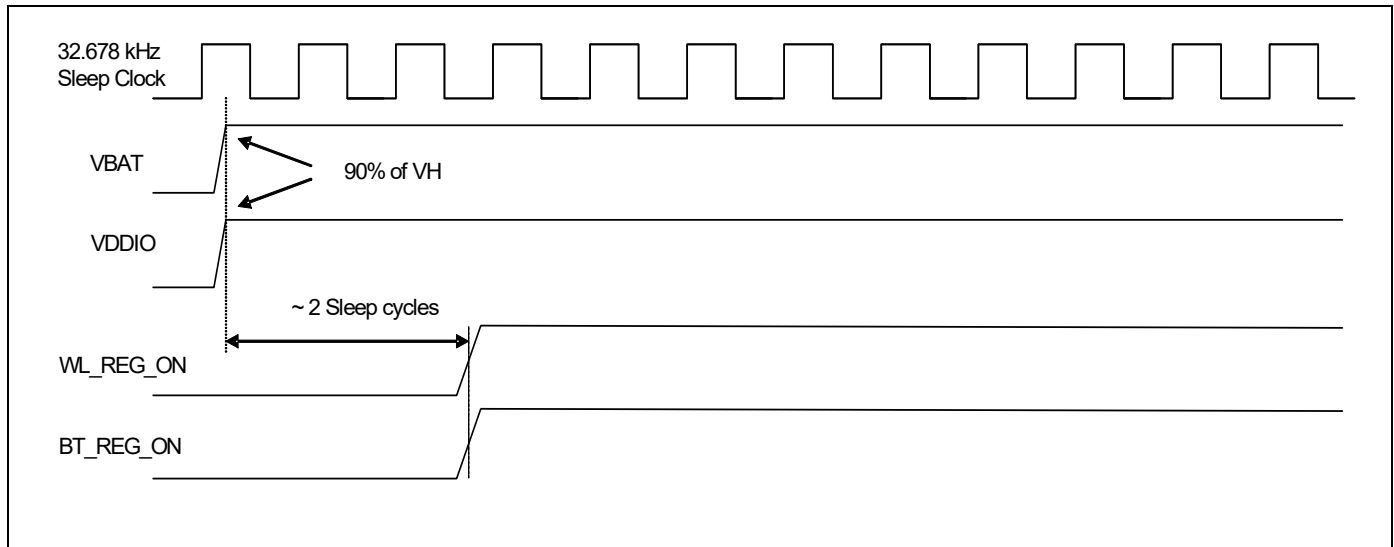 32.678 kHz
Sleep Clock
VBAT
90% of VH
VDDIO
~ 2 Sleep cycles
WL_REG_ON
BT_REG_ON